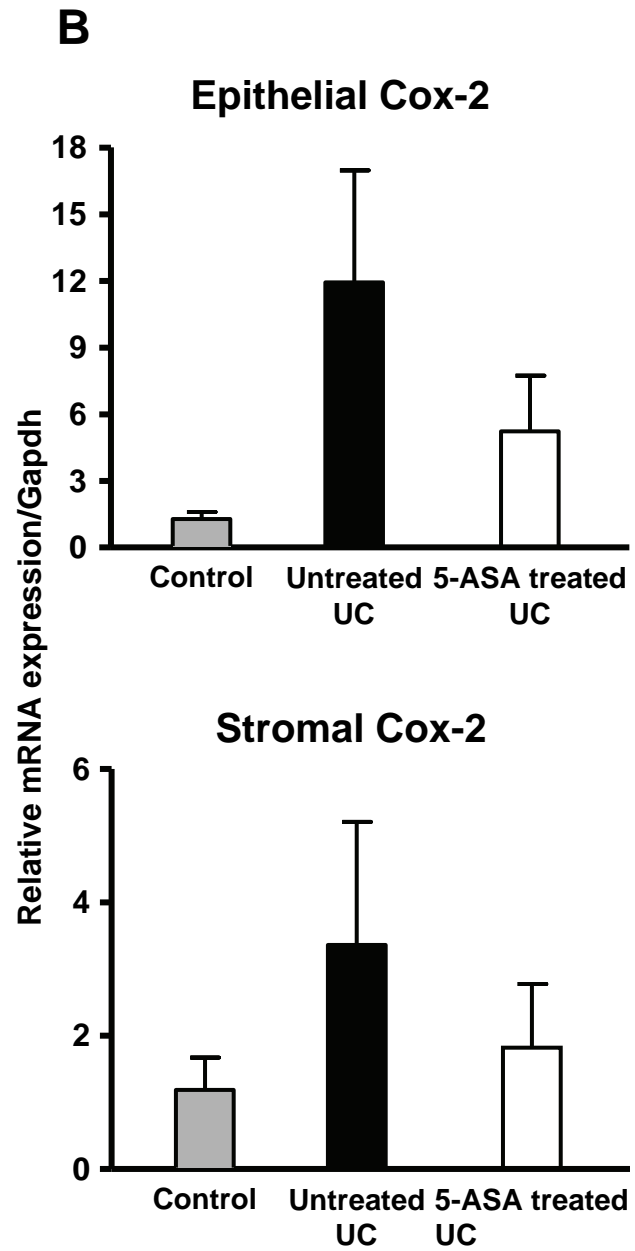 B
Epithelial Cox-2
18
15
12
9
6
3
0
Control
Untreated
UC
5-ASA treated
UC
Relative mRNA expression/Gapdh
Stromal Cox-2
6
4
2
0
Control
Untreated
UC
5-ASA treated
UC